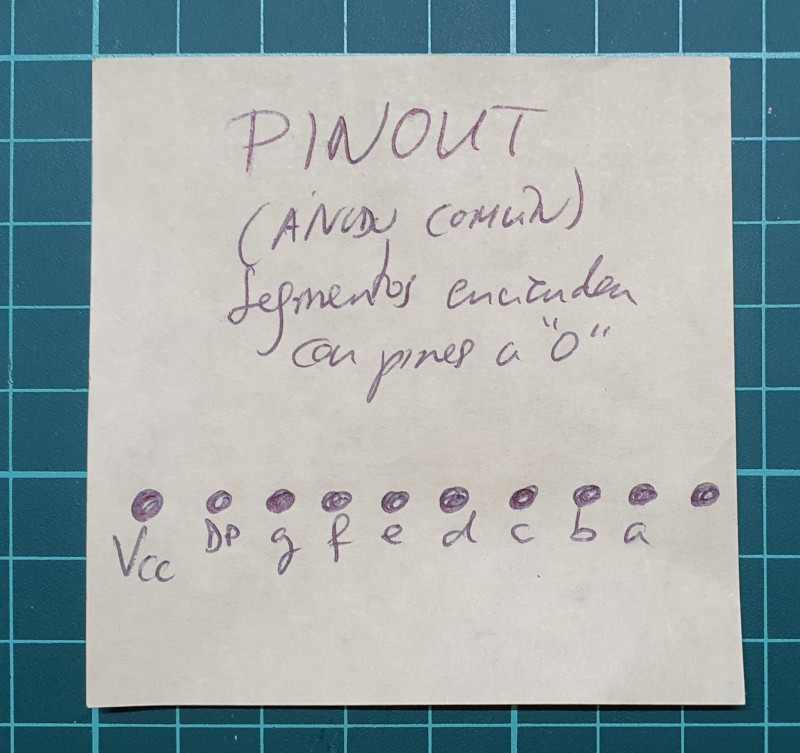 PINOUT
(ÁNODO COMÚN)
Segmentos encienden
con pines a "0"
Vcc DP g f e d c b a